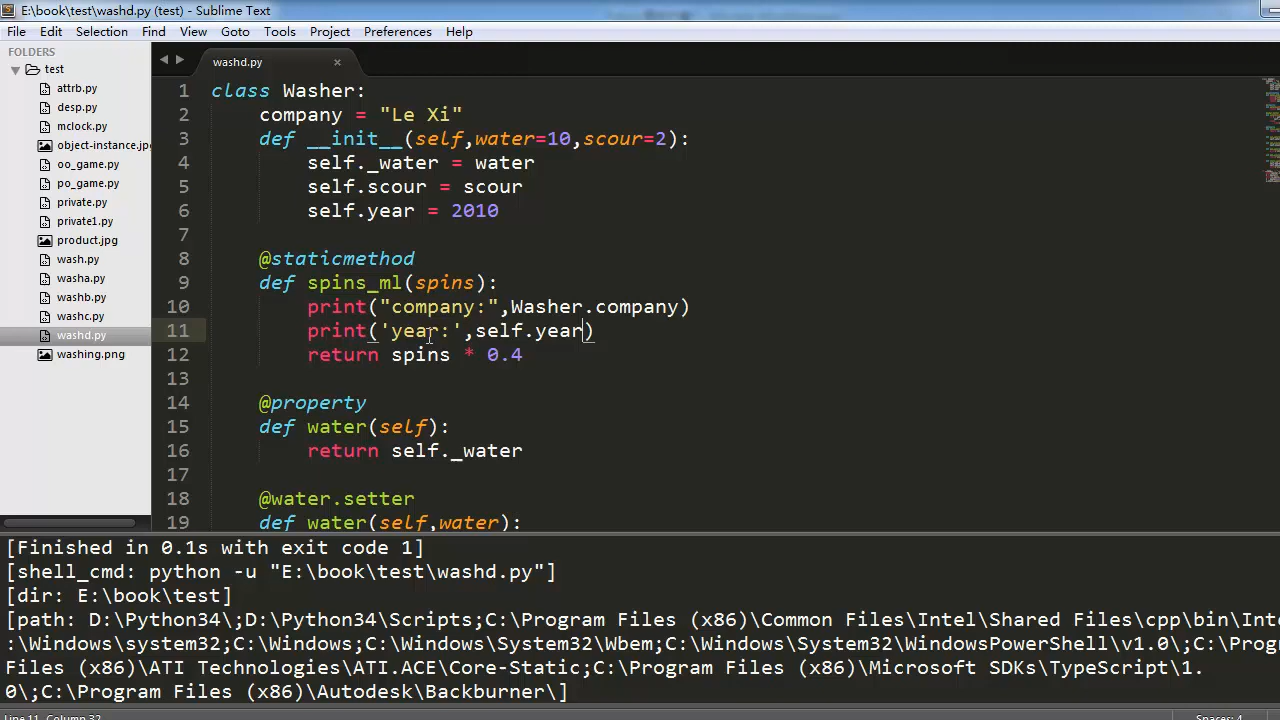 E:\book\test\washd.py (test) - Sublime Text
File Edit Selection Find View Goto Tools Project Preferences Help
FOLDERS
test
attrb.py
desp.py
mclock.py
object-instance.jp
oo_game.py
po_game.py
private.py
private1.py
product.jpg
wash.py
washa.py
washb.py
washc.py
washd.py
washing.png
washd.py ×
1 class Washer:
2     company = "Le Xi"
3     def __init__(self,water=10,scour=2):
4         self._water = water
5         self.scour = scour
6         self.year = 2010
7
8     @staticmethod
9     def spins_ml(spins):
10         print("company:",Washer.company)
11         print('year:',self.year)
12         return spins * 0.4
13
14     @property
15     def water(self):
16         return self._water
17
18     @water.setter
19     def water(self,water):
[Finished in 0.1s with exit code 1]
[shell_cmd: python -u "E:\book\test\washd.py"]
[dir: E:\book\test]
[path: D:\Python34\;D:\Python34\Scripts;C:\Program Files (x86)\Common Files\Intel\Shared Files\cpp\bin\Inte
:\Windows\system32;C:\Windows;C:\Windows\System32\Wbem;C:\Windows\System32\WindowsPowerShell\v1.0\;C:\Prog
Files (x86)\ATI Technologies\ATI.ACE\Core-Static;C:\Program Files (x86)\Microsoft SDKs\TypeScript\1.
0\;C:\Program Files (x86)\Autodesk\Backburner\]
Line 11, Column 32 Spaces: 4